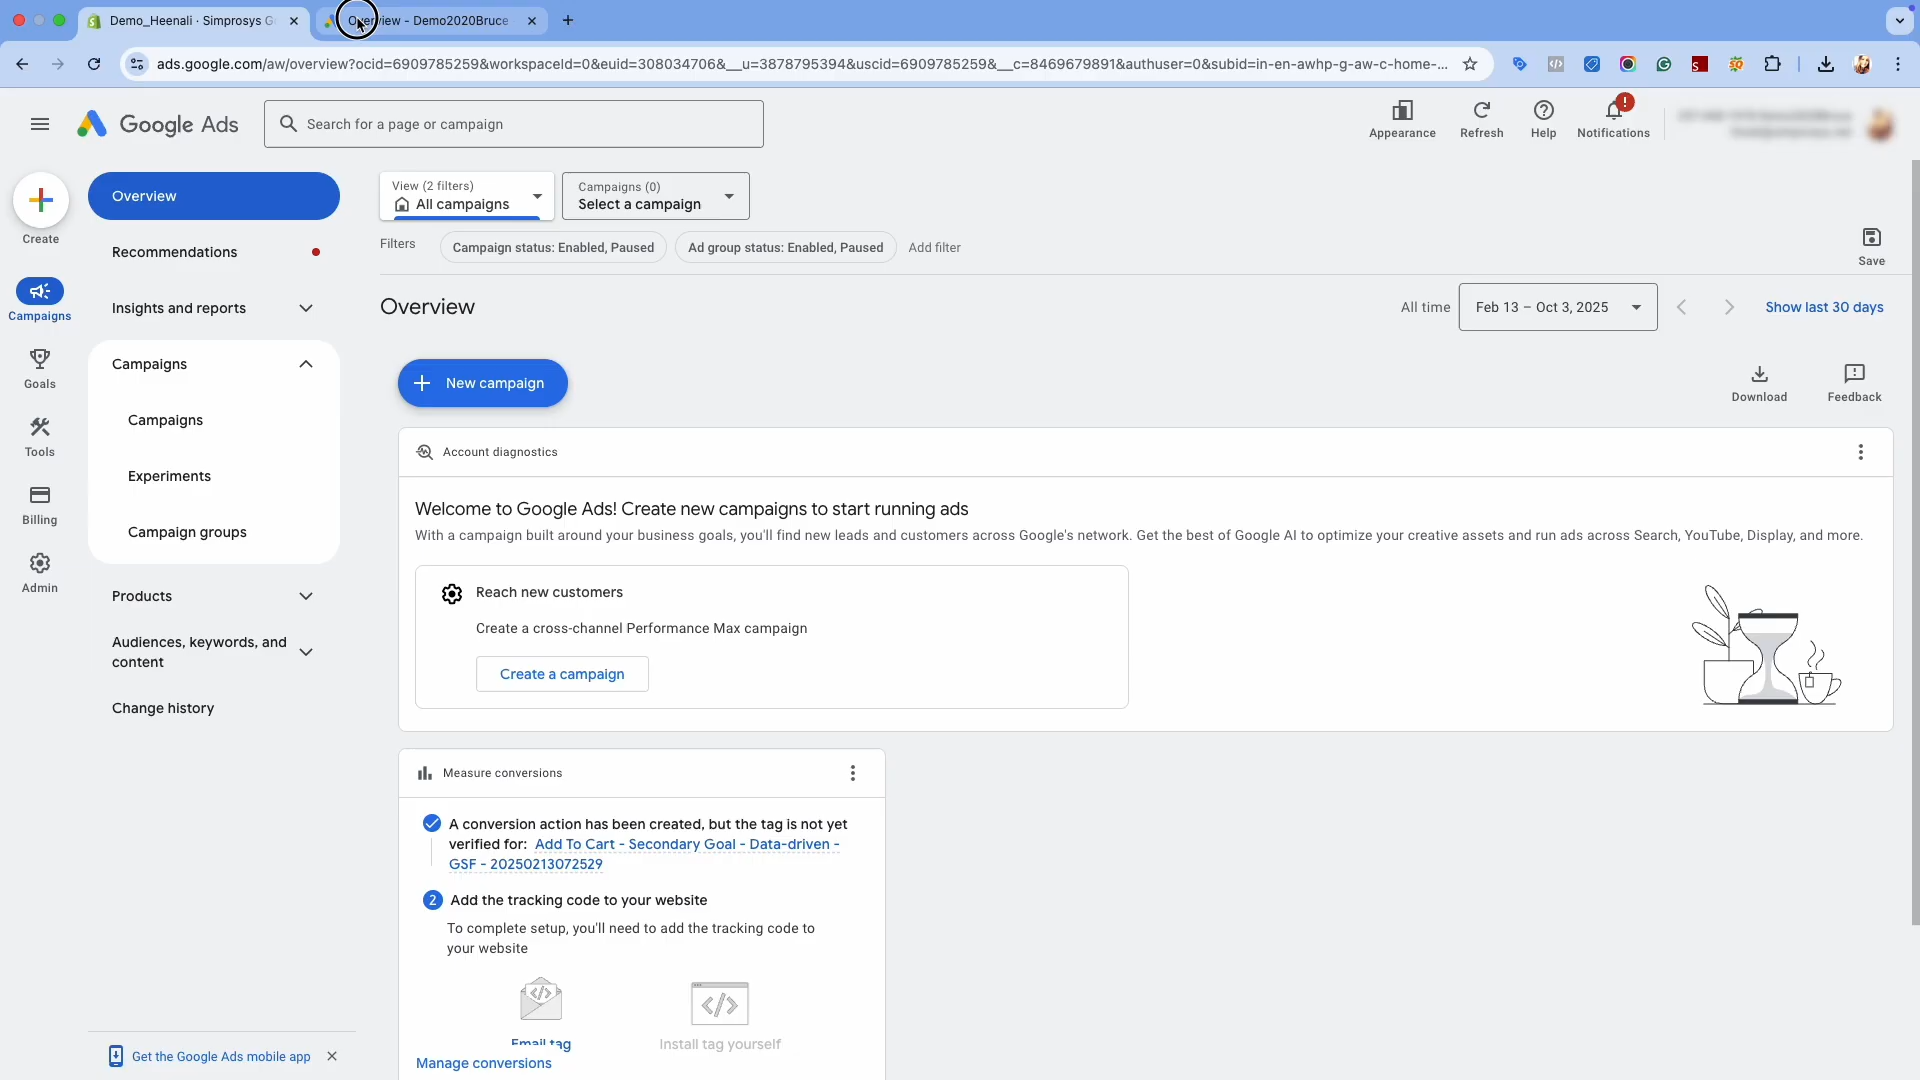 Demo_Heenali · Simprosys G
Overview - Demo2020Bruce
ads.google.com/aw/overview?ocid=6909785259&workspaceId=0&euid=308034706&__u=3878795394&uscid=6909785259&__c=8469679891&authuser=0&subid=in-en-awhp-g-aw-c-home-...
Google Ads
Search for a page or campaign
Appearance
Refresh
Help
Notifications
Create
Campaigns
Goals
Tools
Billing
Admin
Overview
Recommendations
Insights and reports
Campaigns
Campaigns
Experiments
Campaign groups
Products
Audiences, keywords, and
content
Change history
Get the Google Ads mobile app
View (2 filters)
All campaigns
Campaigns (0)
Select a campaign
Filters
Campaign status: Enabled, Paused
Ad group status: Enabled, Paused
Add filter
Save
Overview
All time
Feb 13 – Oct 3, 2025
Show last 30 days
New campaign
Download
Feedback
Account diagnostics
Welcome to Google Ads! Create new campaigns to start running ads
With a campaign built around your business goals, you'll find new leads and customers across Google's network. Get the best of Google AI to optimize your creative assets and run ads across Search, YouTube, Display, and more.
Reach new customers
Create a cross-channel Performance Max campaign
Create a campaign
Measure conversions
A conversion action has been created, but the tag is not yet
verified for: Add To Cart - Secondary Goal - Data-driven -
GSF - 20250213072529
2 Add the tracking code to your website
To complete setup, you'll need to add the tracking code to
your website
Email tag
Install tag yourself
Manage conversions